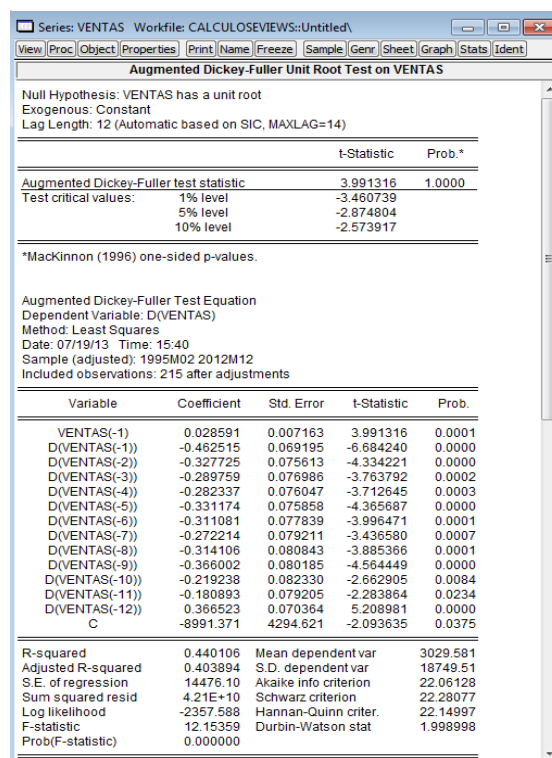 Series: VENTAS Workfile: CALCULOSEVIEWS::Untitled\
View Proc Object Properties Print Name Freeze Sample Genr Sheet Graph Stats Ident
Augmented Dickey-Fuller Unit Root Test on VENTAS
Null Hypothesis: VENTAS has a unit root
Exogenous: Constant
Lag Length: 12 (Automatic based on SIC, MAXLAG=14)
t-Statistic Prob.*
Augmented Dickey-Fuller test statistic 3.991316 1.0000
Test critical values: 1% level -3.460739
5% level -2.874804
10% level -2.573917
*MacKinnon (1996) one-sided p-values.
Augmented Dickey-Fuller Test Equation
Dependent Variable: D(VENTAS)
Method: Least Squares
Date: 07/19/13 Time: 15:40
Sample (adjusted): 1995M02 2012M12
Included observations: 215 after adjustments
Variable Coefficient Std. Error t-Statistic Prob.
VENTAS(-1) 0.028591 0.007163 3.991316 0.0001
D(VENTAS(-1)) -0.462515 0.069195 -6.684240 0.0000
D(VENTAS(-2)) -0.327725 0.075613 -4.334221 0.0000
D(VENTAS(-3)) -0.289759 0.076986 -3.763792 0.0002
D(VENTAS(-4)) -0.282337 0.076047 -3.712645 0.0003
D(VENTAS(-5)) -0.331174 0.075858 -4.365687 0.0000
D(VENTAS(-6)) -0.311081 0.077839 -3.996471 0.0001
D(VENTAS(-7)) -0.272214 0.079211 -3.436580 0.0007
D(VENTAS(-8)) -0.314106 0.080843 -3.885366 0.0001
D(VENTAS(-9)) -0.366002 0.080185 -4.564449 0.0000
D(VENTAS(-10)) -0.219238 0.082330 -2.662905 0.0084
D(VENTAS(-11)) -0.180893 0.079205 -2.283864 0.0234
D(VENTAS(-12)) 0.366523 0.070364 5.208981 0.0000
C -8991.371 4294.621 -2.093635 0.0375
R-squared 0.440106 Mean dependent var 3029.581
Adjusted R-squared 0.403894 S.D. dependent var 18749.51
S.E. of regression 14476.10 Akaike info criterion 22.06128
Sum squared resid 4.21E+10 Schwarz criterion 22.28077
Log likelihood -2357.588 Hannan-Quinn criter. 22.14997
F-statistic 12.15359 Durbin-Watson stat 1.998998
Prob(F-statistic) 0.000000